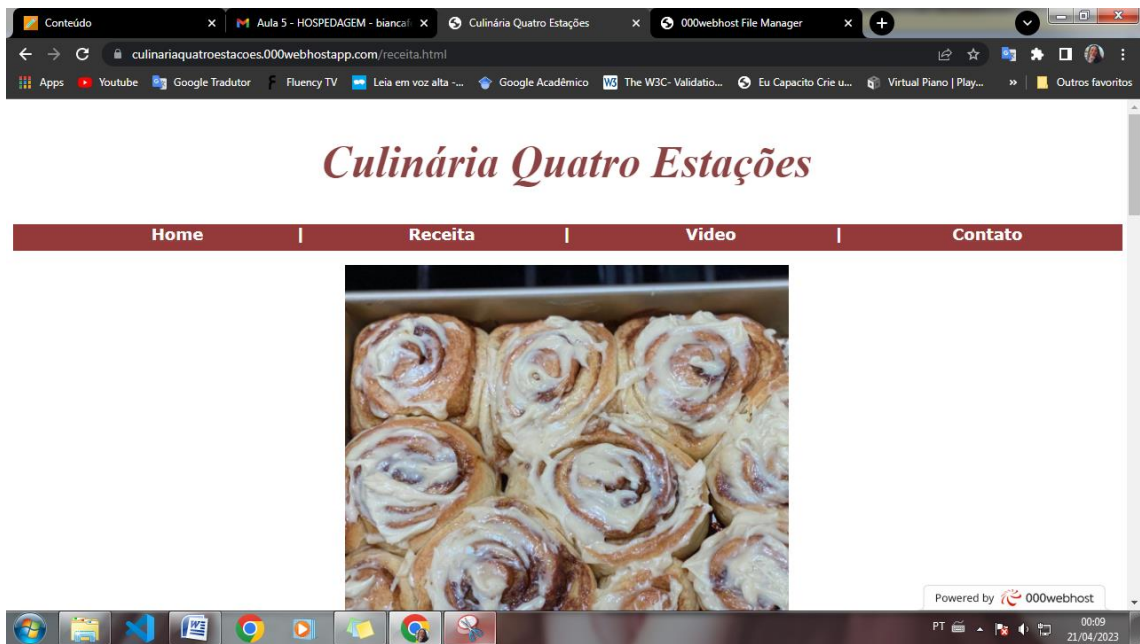 Conteúdo
Aula 5 - HOSPEDAGEM - biancaf
Culinária Quatro Estações
000webhost File Manager
culinariaquatroestacoes.000webhostapp.com/receita.html
Apps Youtube Google Tradutor Fluency TV Leia em voz alta -... Google Acadêmico The W3C- Validatio... Eu Capacito Crie u... Virtual Piano | Play... » Outros favoritos
Culinária Quatro Estações
Home | Receita | Video | Contato
Powered by 000webhost
PT 00:09
21/04/2023